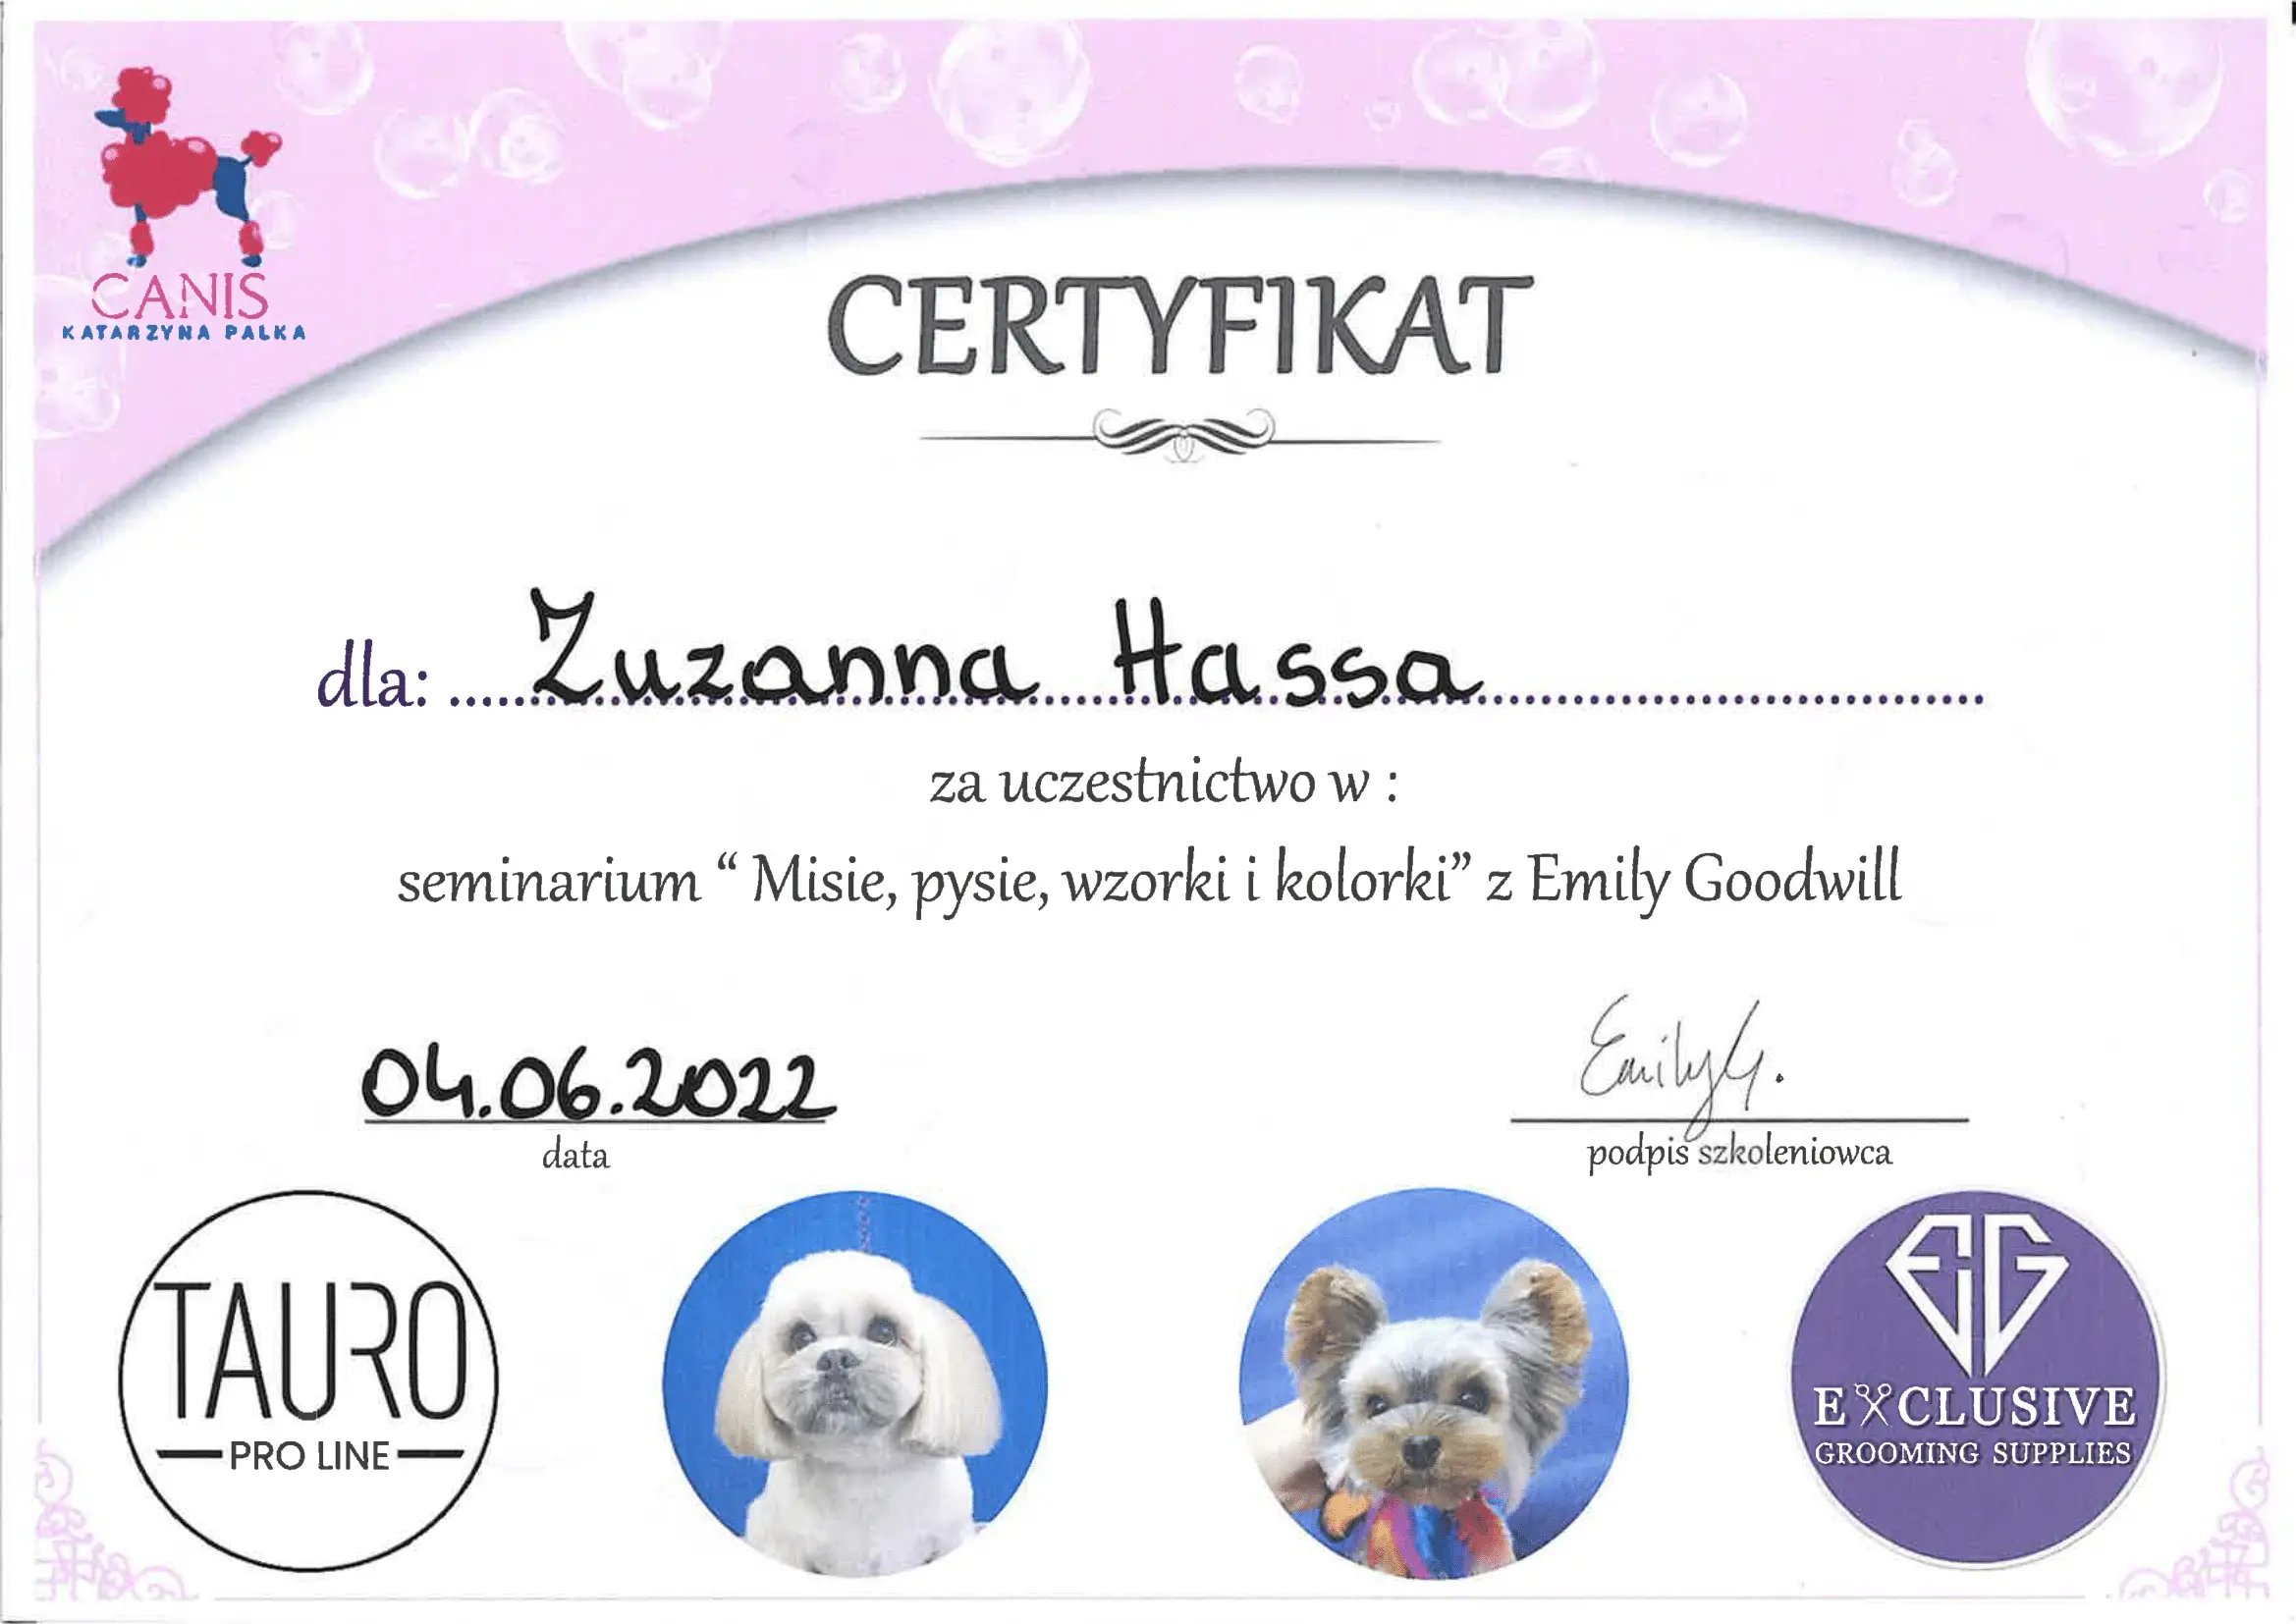 CANIS
KATARZYNA PALKA
CERTYFIKAT
dla: ..... Zuzanna Hassa .....
za uczestnictwo w :
seminarium “ Misie, pysie, wzorki i kolorki” z Emily Goodwill
04.06.2022
data
Emily G.
podpis szkoleniowca
TAURO
PRO LINE
EG
EXCLUSIVE
GROOMING SUPPLIES